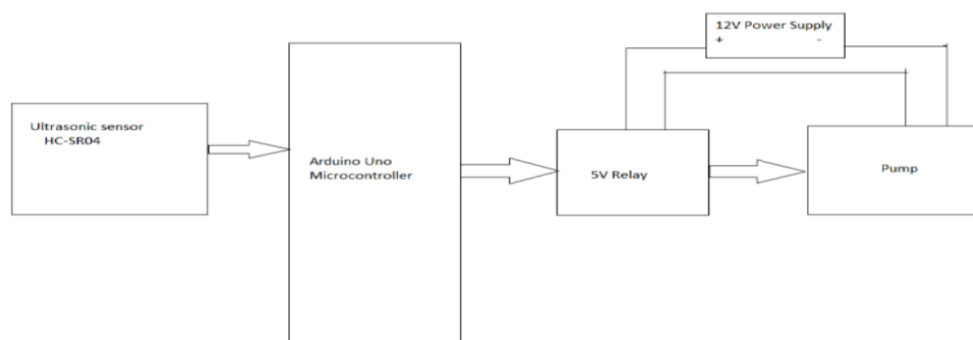 12V Power Supply
+ -
Ultrasonic sensor
HC-SR04
Arduino Uno
Microcontroller
5V Relay
Pump